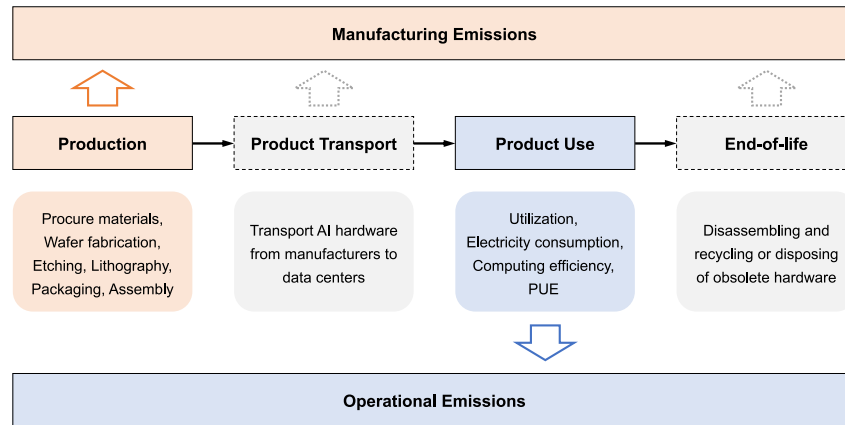 Manufacturing Emissions
Production
Product Transport
Product Use
End-of-life
Procure materials,
Wafer fabrication,
Etching, Lithography,
Packaging, Assembly
Transport AI hardware
from manufacturers to
data centers
Utilization,
Electricity consumption,
Computing efficiency,
PUE
Disassembling and
recycling or disposing
of obsolete hardware
Operational Emissions